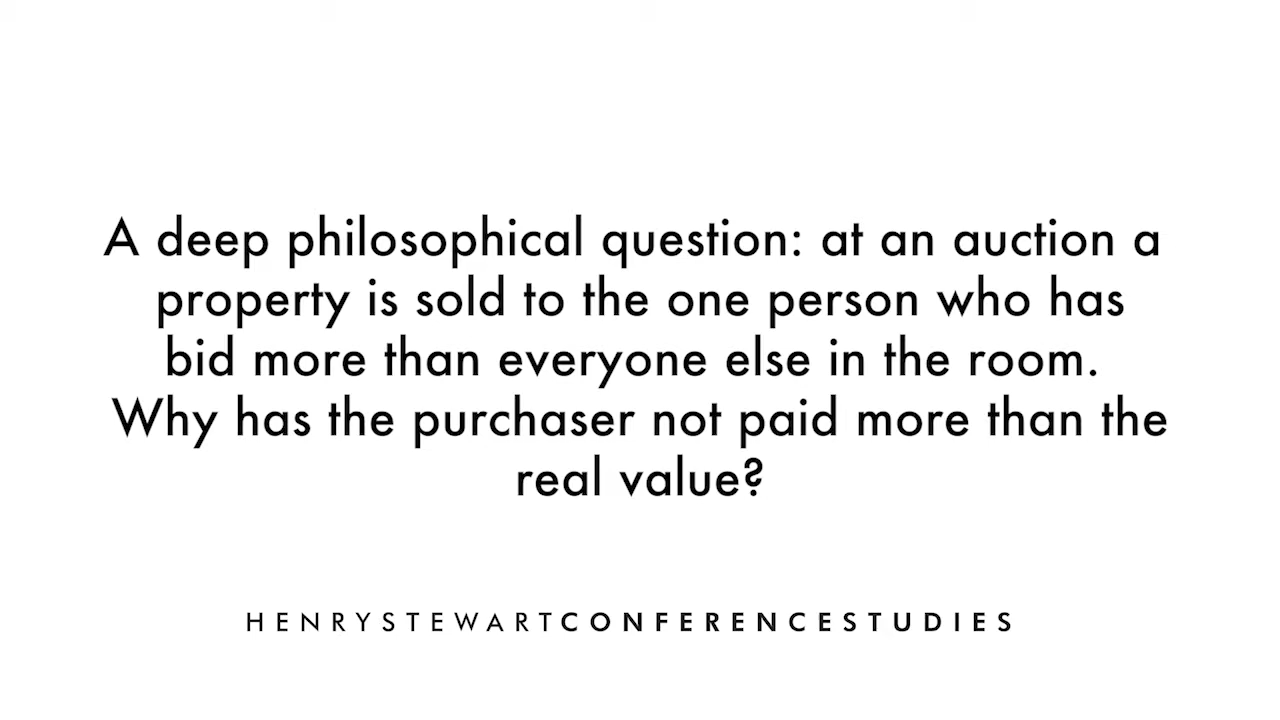 A deep philosophical question: at an auction a
property is sold to the one person who has
bid more than everyone else in the room.
Why has the purchaser not paid more than the
real value?
HENRYSTEWARTCONFERENCESTUDIES